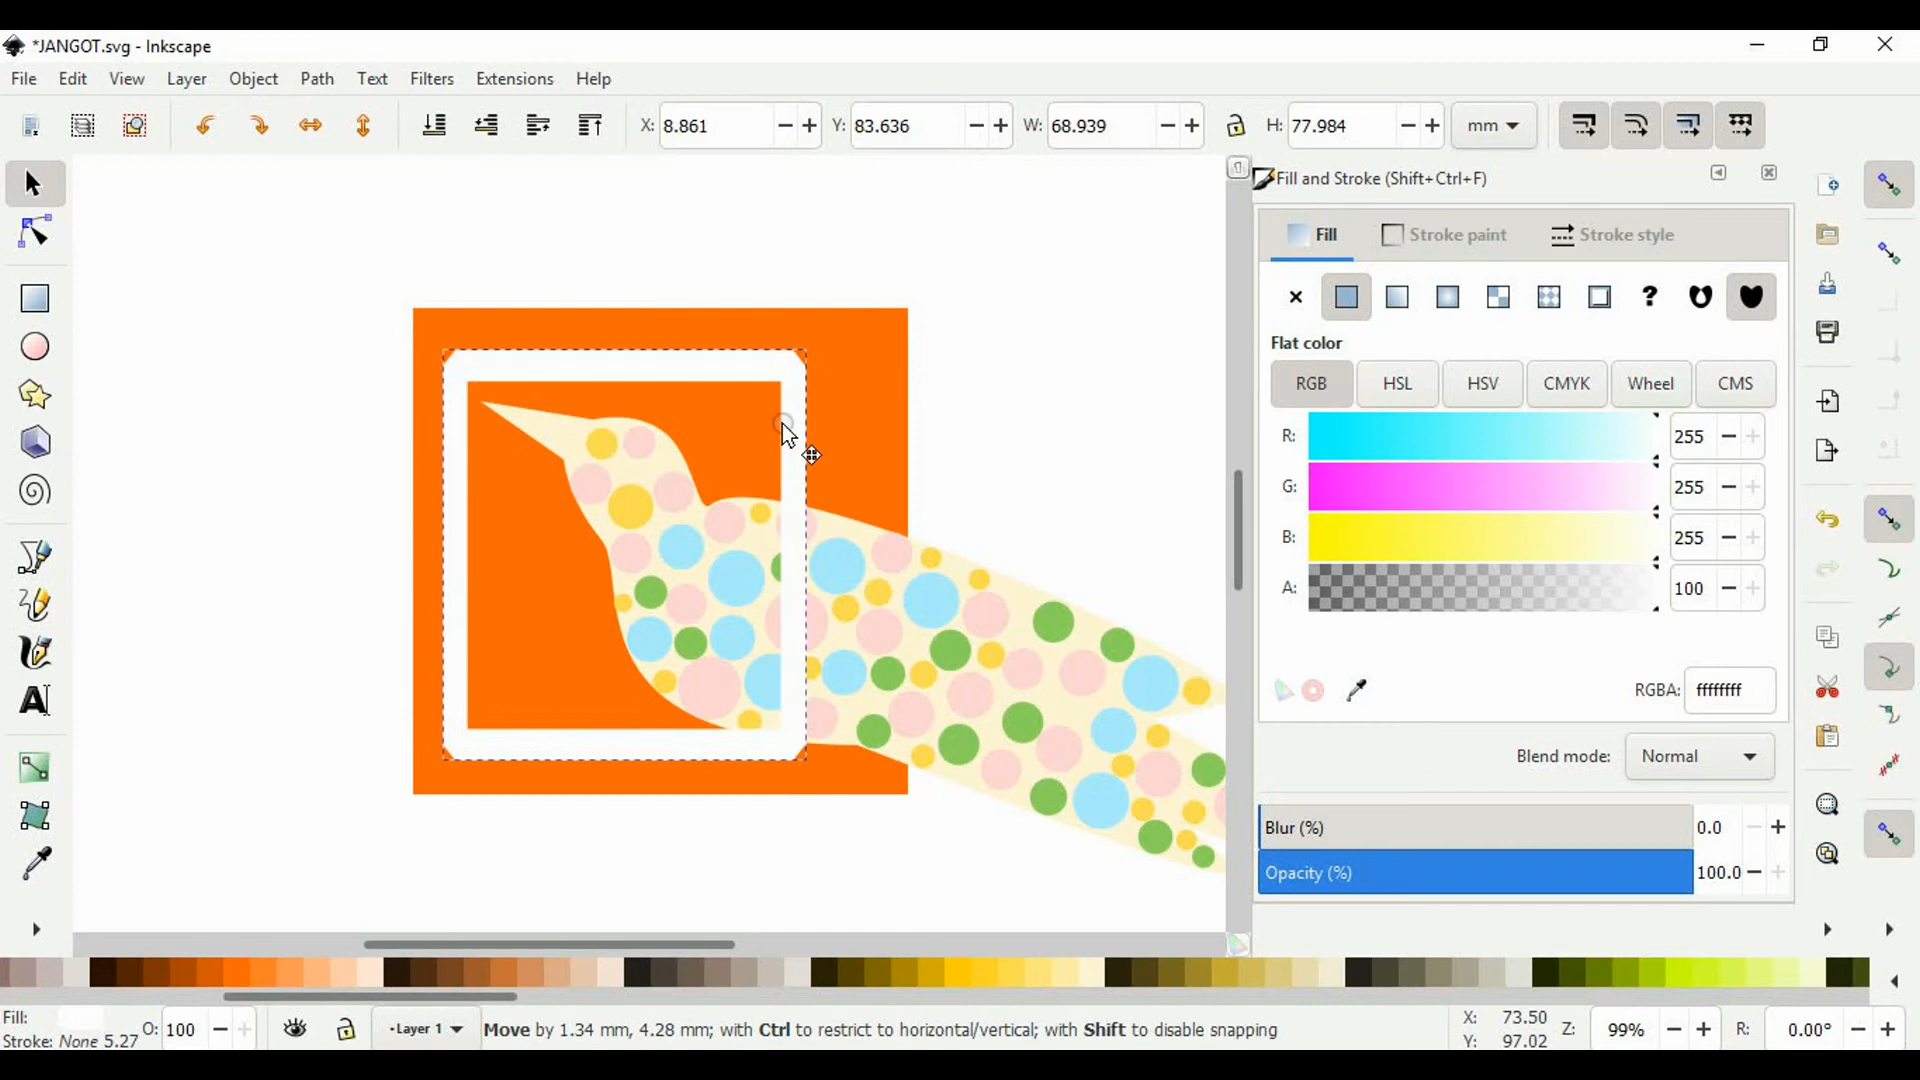 *JANGOT.svg - Inkscape
File Edit View Layer Object Path Text Filters Extensions Help
X: 8.861 Y: 83.636 W: 68.939 H: 77.984 mm
Fill and Stroke (Shift+Ctrl+F)
Fill Stroke paint Stroke style
Flat color
RGB HSL HSV CMYK Wheel CMS
R: 255
G: 255
B: 255
A: 100
RGBA: ffffffff
Blend mode: Normal
Blur (%) 0.0
Opacity (%) 100.0
Fill: O: 100 Layer 1 Move by 1.34 mm, 4.28 mm; with Ctrl to restrict to horizontal/vertical; with Shift to disable snapping X: 73.50 Z: 99% R: 0.00°
Stroke: None 5.27 Y: 97.02